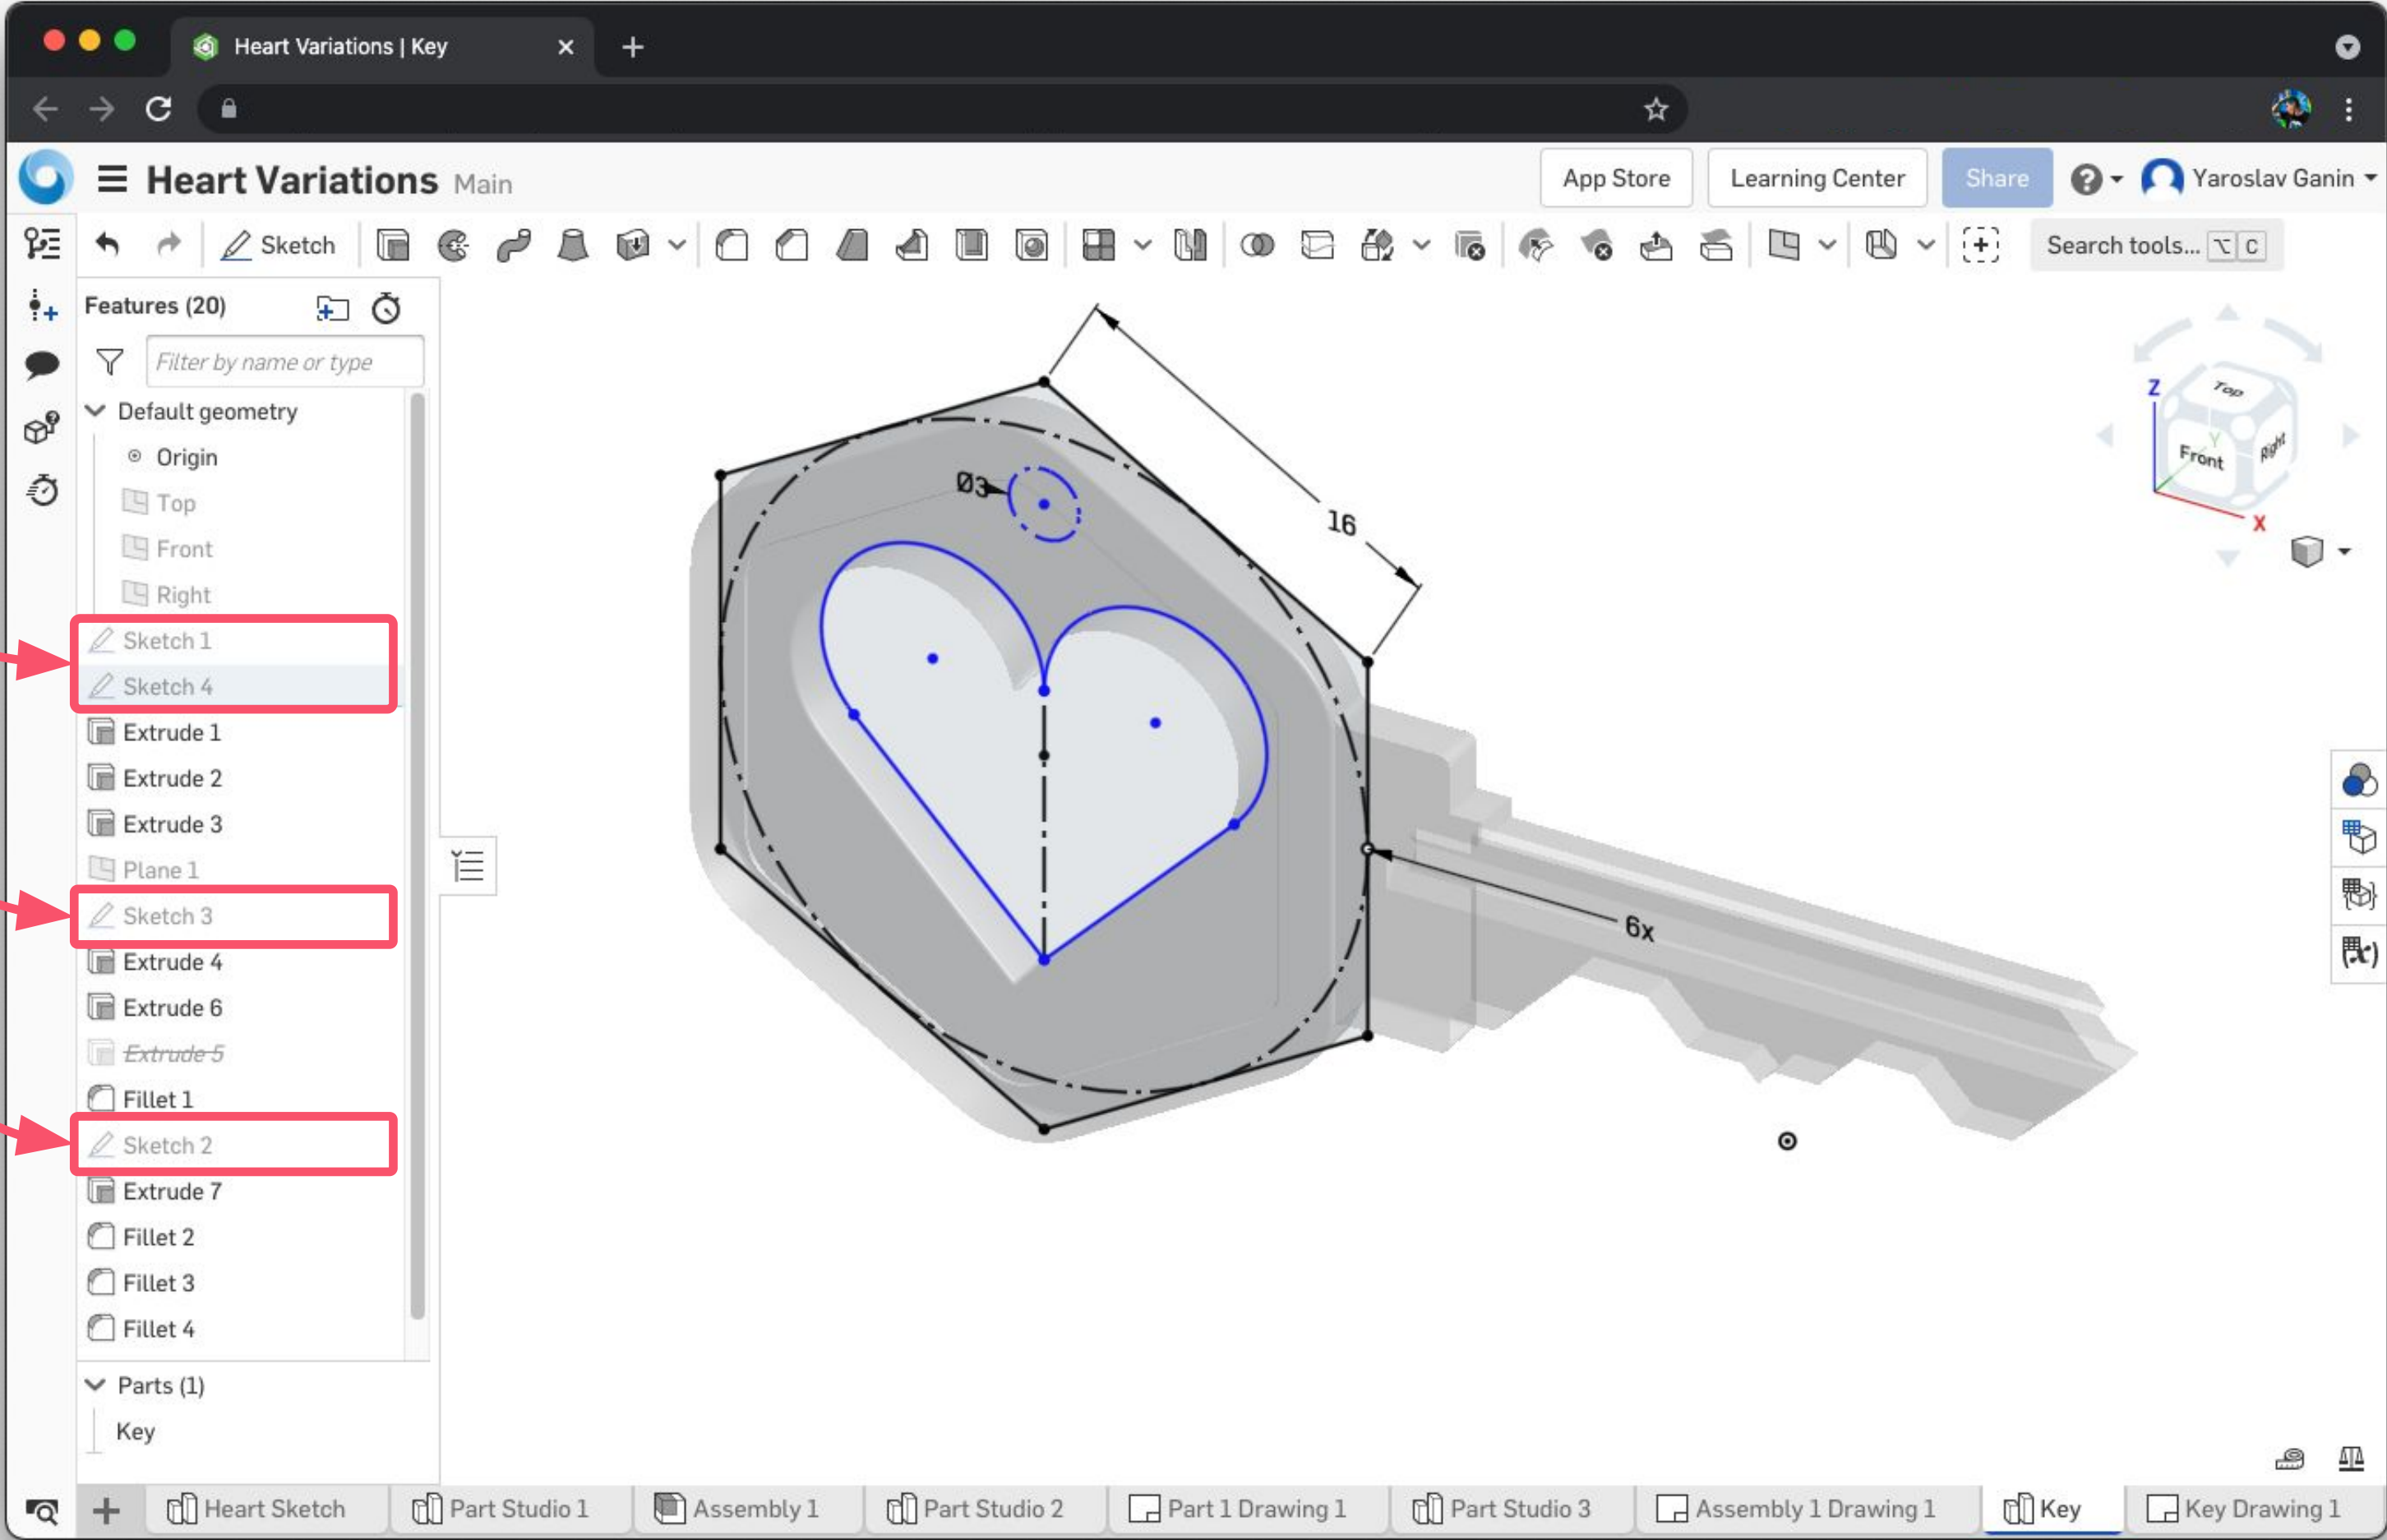 Heart Variations | Key
Heart Variations Main
App Store
Learning Center
Share
Yaroslav Ganin
Sketch
Search tools... ⌥ C
Features (20)
Filter by name or type
Default geometry
Origin
Top
Front
Right
Sketch 1
Sketch 4
Extrude 1
Extrude 2
Extrude 3
Plane 1
Sketch 3
Extrude 4
Extrude 6
Extrude 5
Fillet 1
Sketch 2
Extrude 7
Fillet 2
Fillet 3
Fillet 4
Parts (1)
Key
Ø3
16
6x
Z
Top
Y
Front
Right
X
Heart Sketch
Part Studio 1
Assembly 1
Part Studio 2
Part 1 Drawing 1
Part Studio 3
Assembly 1 Drawing 1
Key
Key Drawing 1